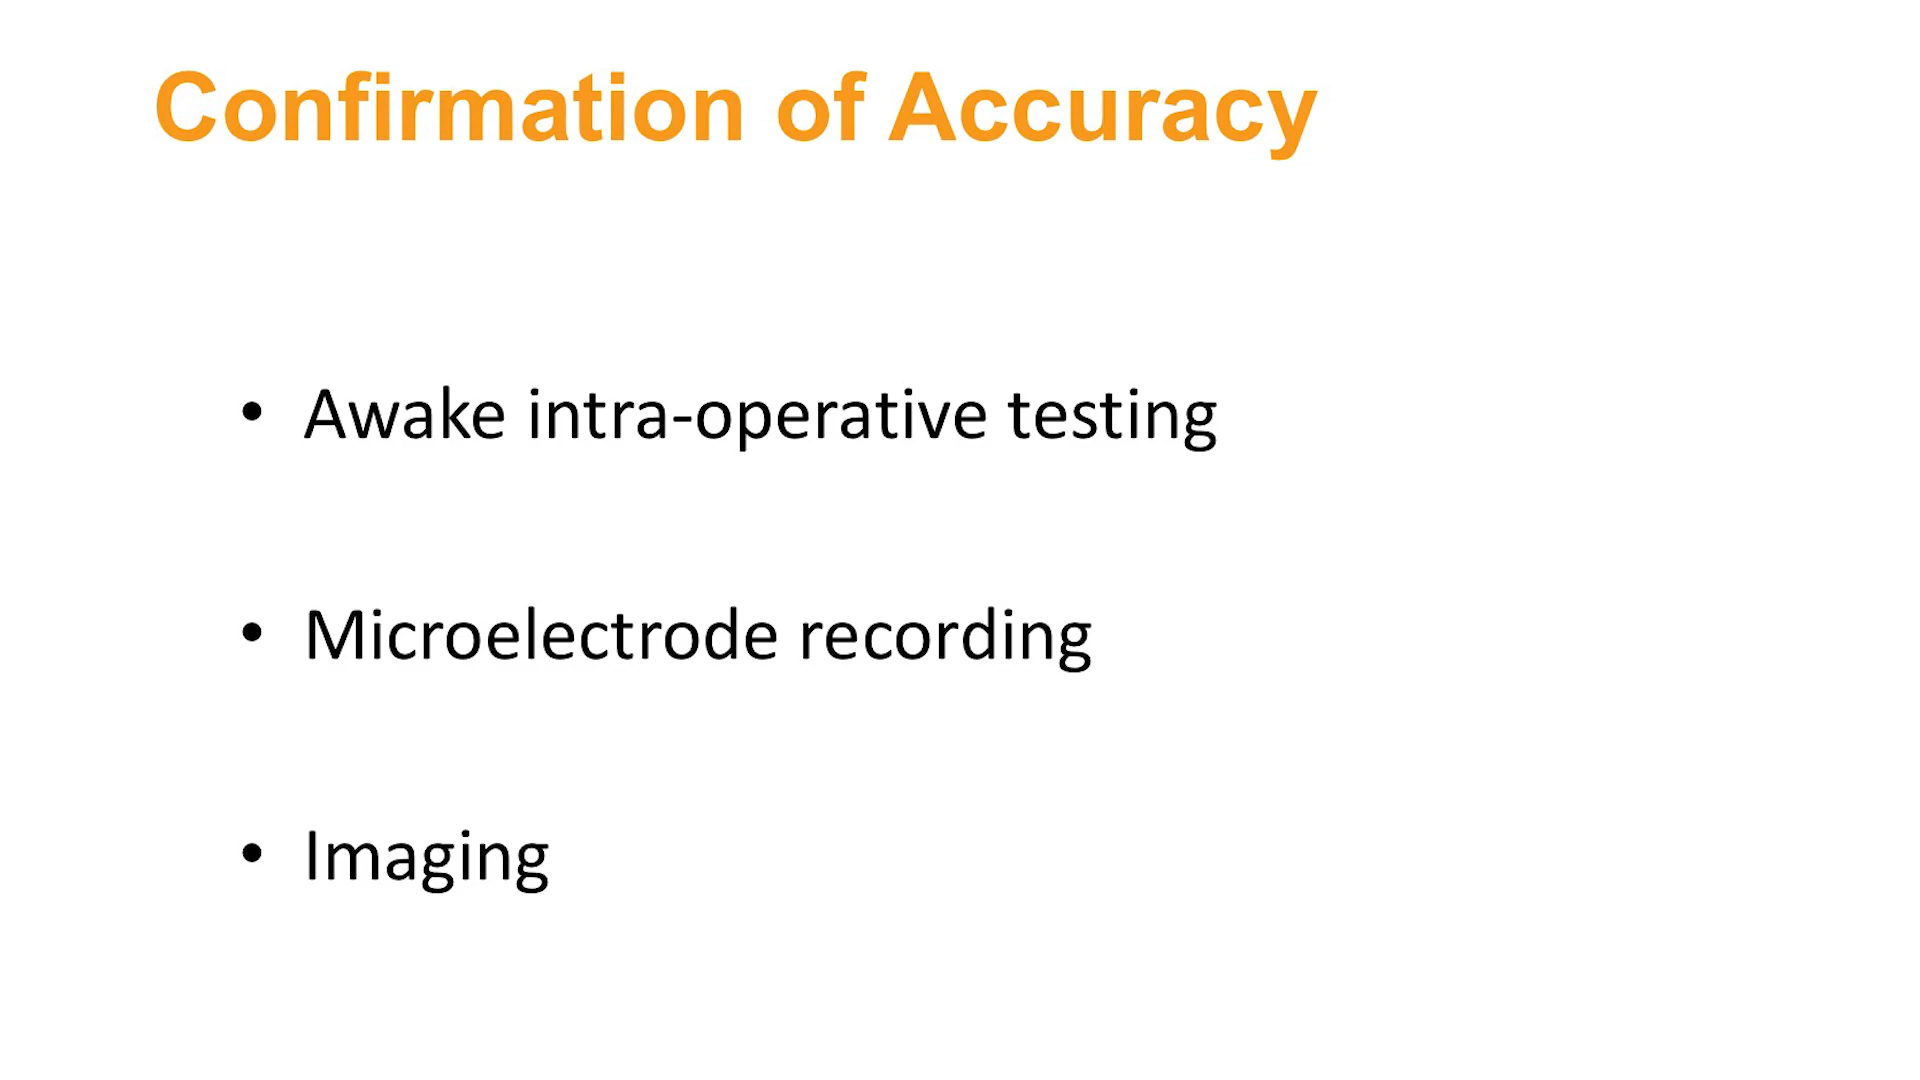 Confirmation of Accuracy
• Awake intra-operative testing
• Microelectrode recording
• Imaging